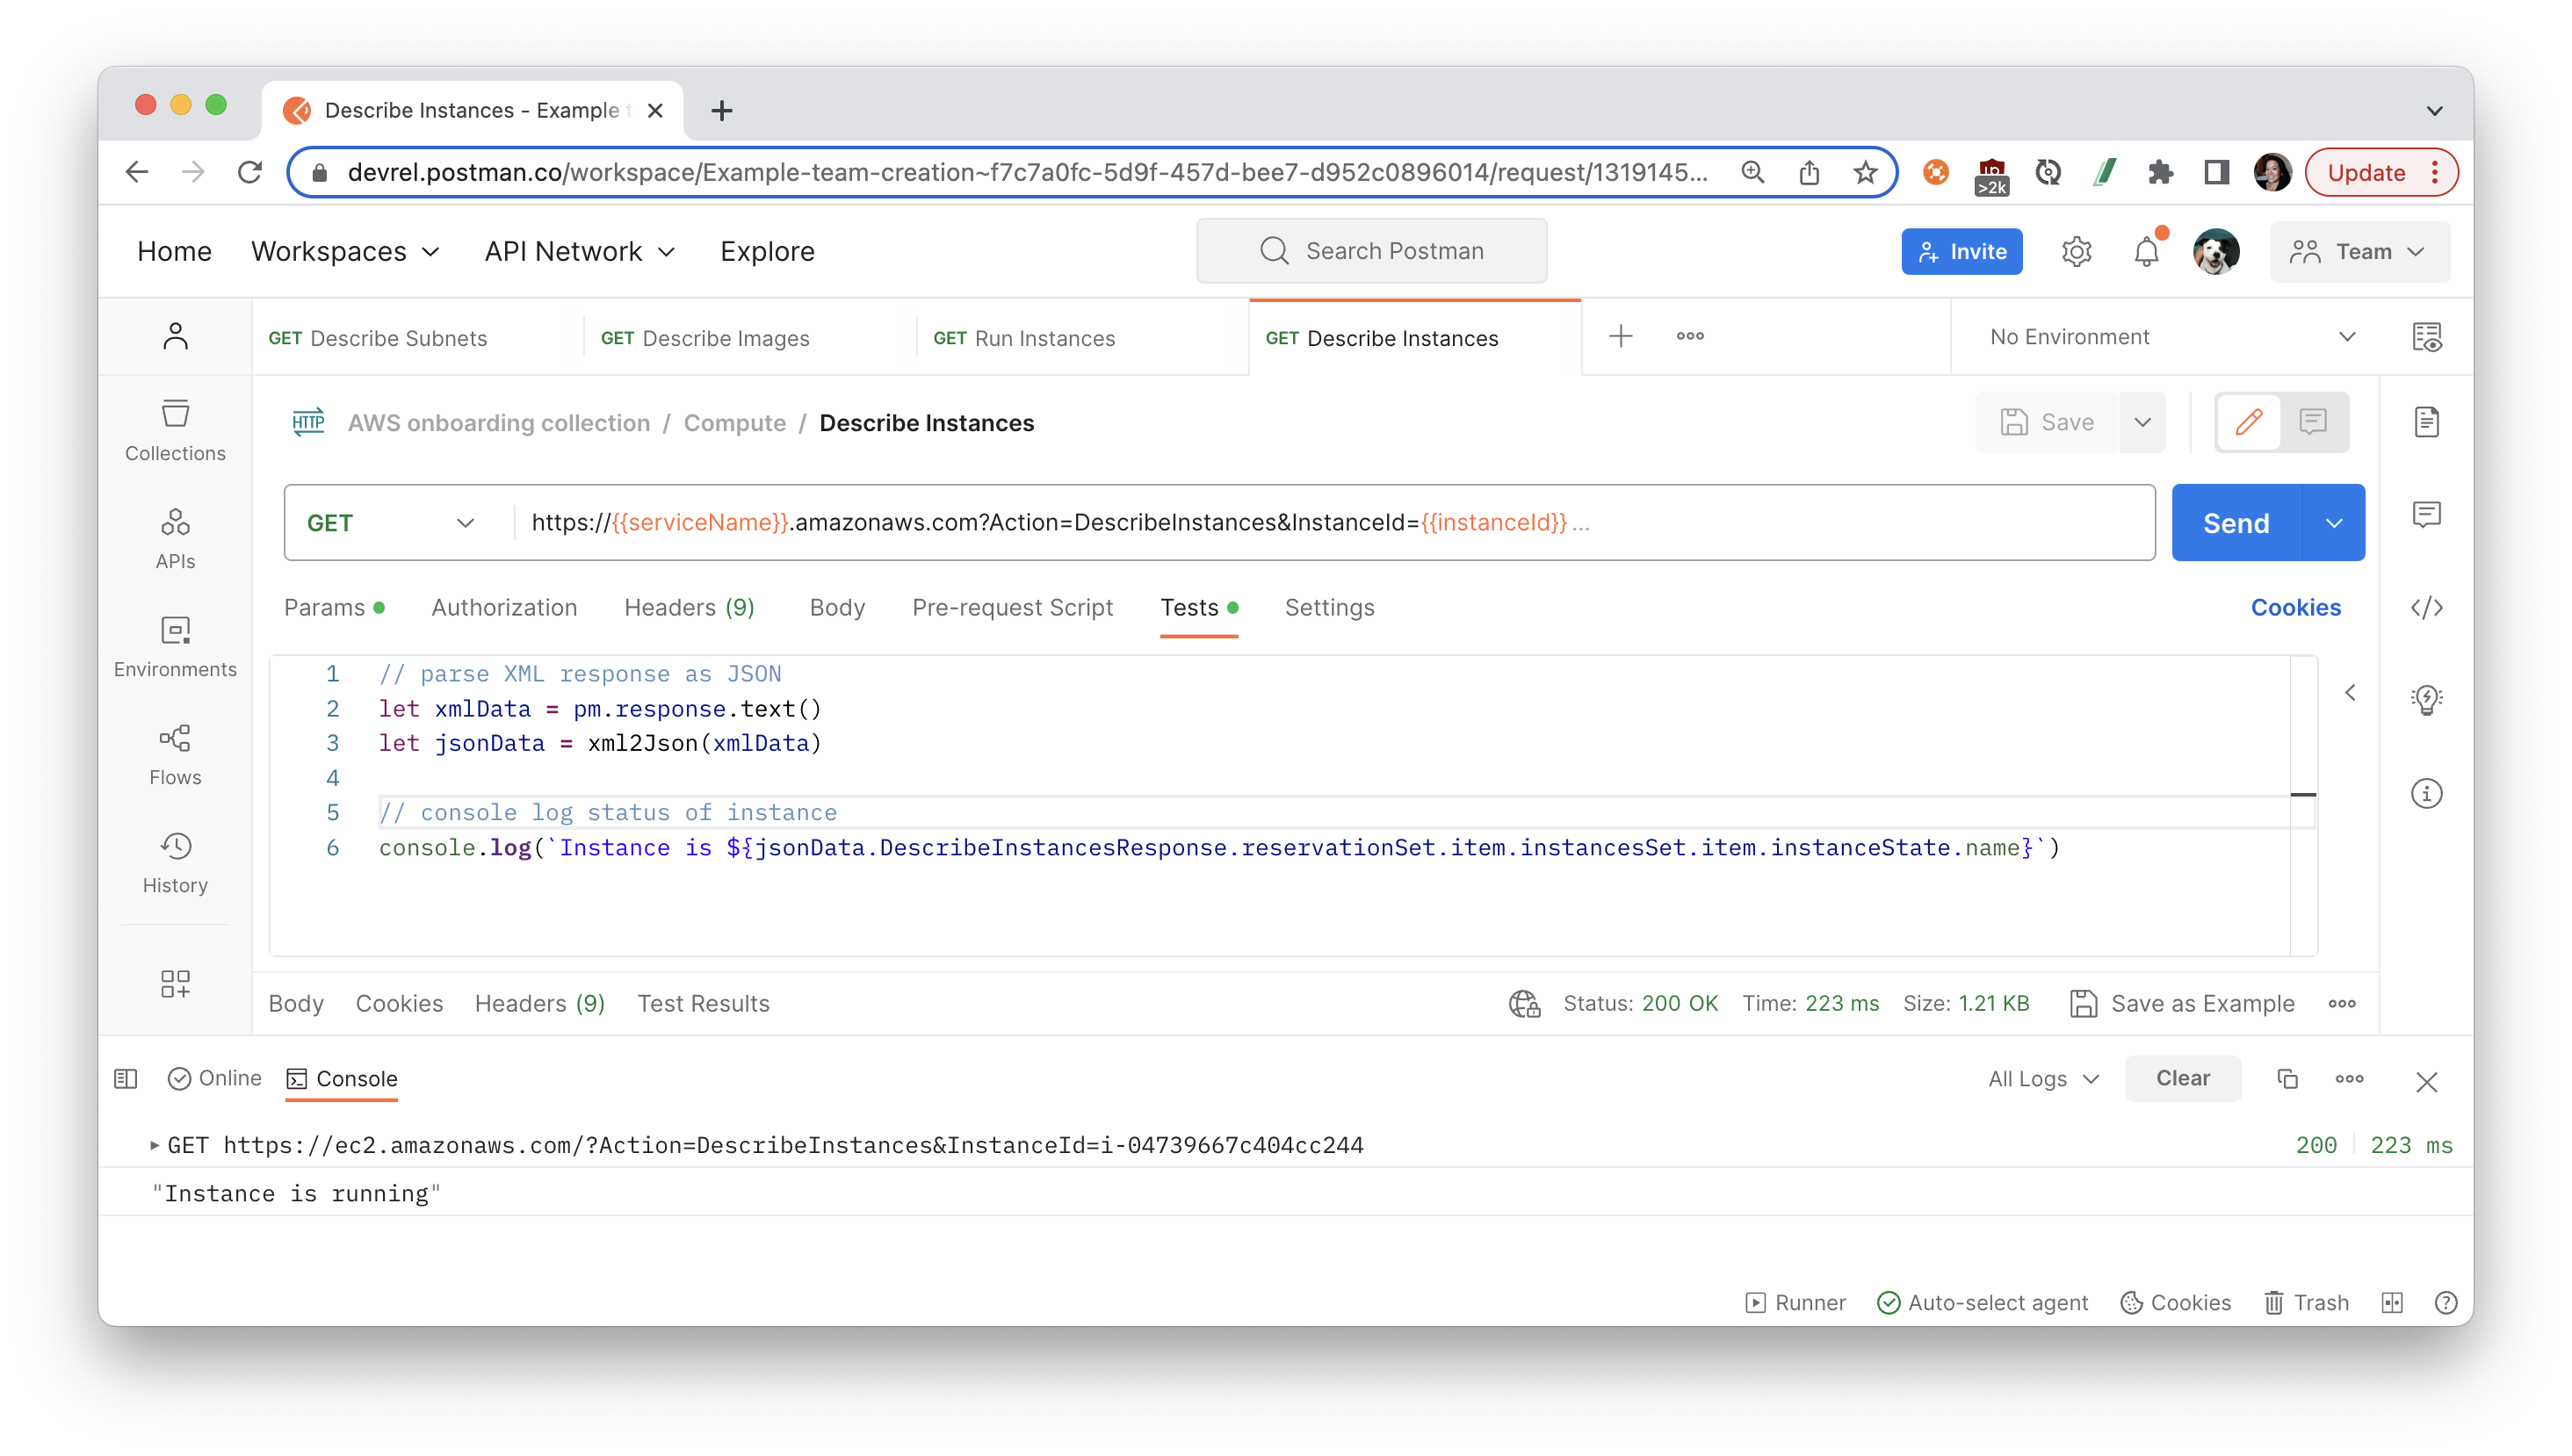 Describe Instances - Example
devrel.postman.co/workspace/Example-team-creation~f7c7a0fc-5d9f-457d-bee7-d952c0896014/request/1319145...
>2k
Update
Home Workspaces API Network Explore
Search Postman
Invite
Team
GET Describe Subnets
GET Describe Images
GET Run Instances
GET Describe Instances
No Environment
HTTP AWS onboarding collection / Compute / Describe Instances
Save
Collections
APIs
Environments
Flows
History
GET https://{{serviceName}}.amazonaws.com?Action=DescribeInstances&InstanceId={{instanceId}} ...
Send
Params Authorization Headers (9) Body Pre-request Script Tests Settings
Cookies
1 // parse XML response as JSON
2 let xmlData = pm.response.text()
3 let jsonData = xml2Json(xmlData)
4
5 // console log status of instance
6 console.log(`Instance is ${jsonData.DescribeInstancesResponse.reservationSet.item.instancesSet.item.instanceState.name}`)
Body Cookies Headers (9) Test Results
Status: 200 OK Time: 223 ms Size: 1.21 KB Save as Example
Online Console
All Logs Clear
GET https://ec2.amazonaws.com/?Action=DescribeInstances&InstanceId=i-04739667c404cc244
200 223 ms
"Instance is running"
Runner Auto-select agent Cookies Trash